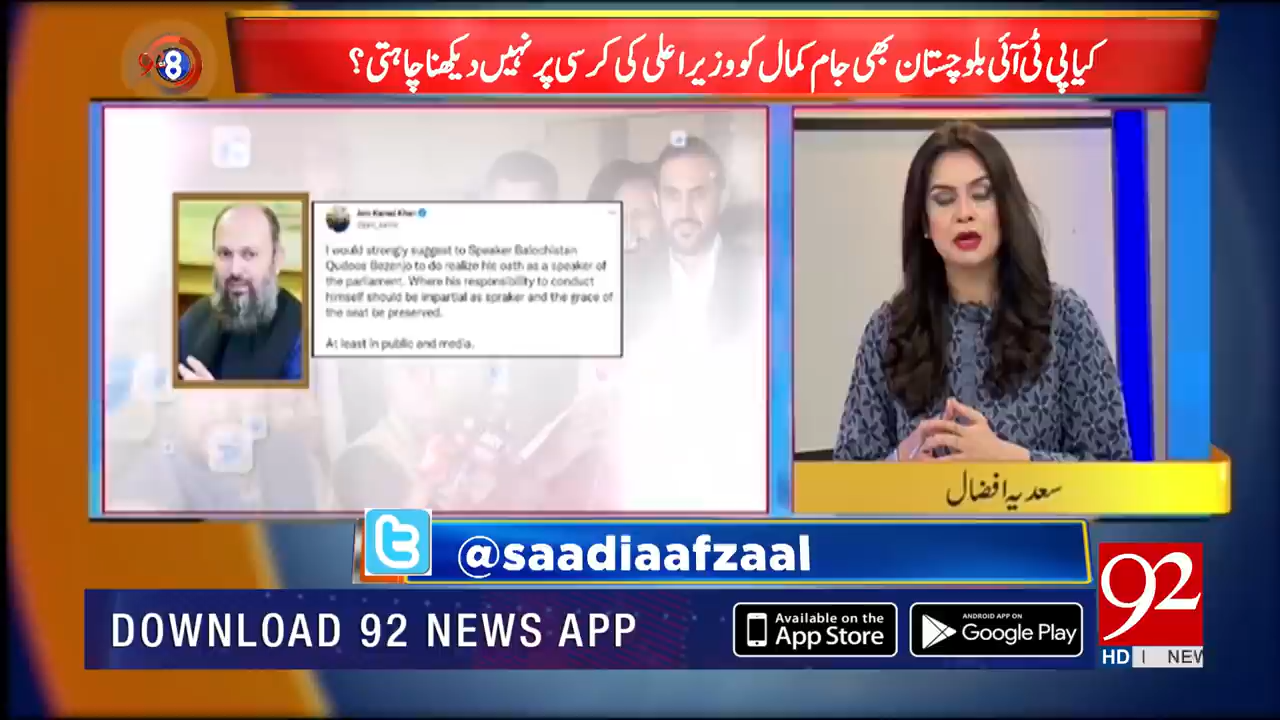 کیا پی ٹی آئی بلوچستان بھی جام کمال کو وزیراعلی کی کرسی پر نہیں دیکھنا چاہتی؟
9 8
Jam Kamal Khan
I would strongly suggest to Speaker Balochistan
Qudoos Bezenjo to do realize his oath as a speaker of
the parliament. Where his responsibility to conduct
himself should be impartial as spraker and the grace of
the seat be preserved.
At least in public and media.
سعدیہ افضال
@saadiaafzaal
DOWNLOAD 92 NEWS APP
Available on the
App Store
ANDROID APP ON
Google Play
92
HD NEW